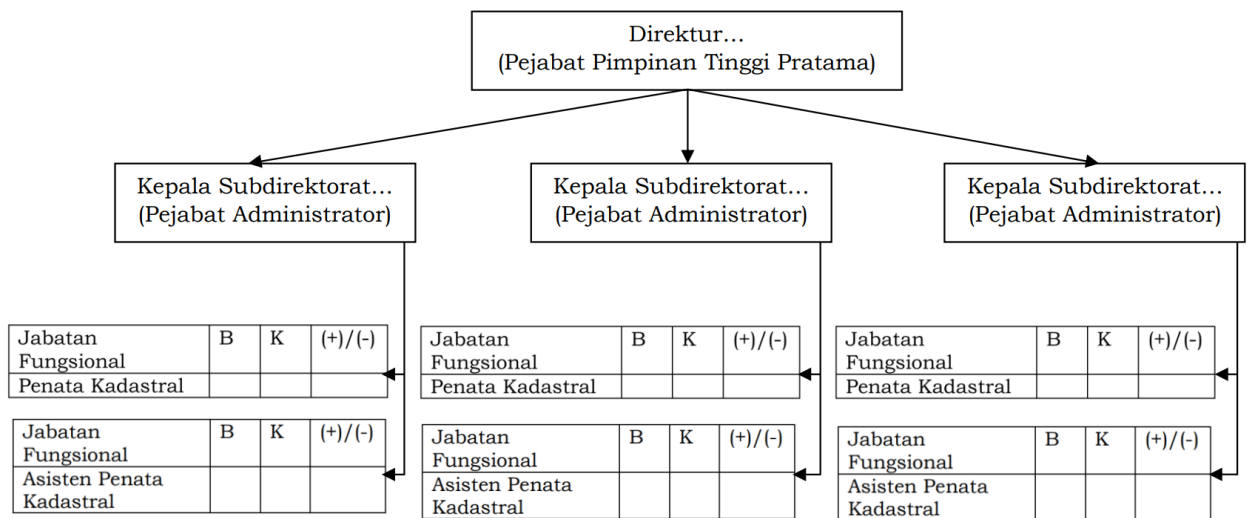 Direktur…
(Pejabat Pimpinan Tinggi Pratama)
Kepala Subdirektorat…
(Pejabat Administrator)
Kepala Subdirektorat…
(Pejabat Administrator)
Kepala Subdirektorat…
(Pejabat Administrator)
Jabatan B K (+)/(-)
Fungsional
Penata Kadastral
Jabatan B K (+)/(-)
Fungsional
Penata Kadastral
Jabatan B K (+)/(-)
Fungsional
Penata Kadastral
Jabatan B K (+)/(-)
Fungsional
Asisten Penata
Kadastral
Jabatan B K (+)/(-)
Fungsional
Asisten Penata
Kadastral
Jabatan B K (+)/(-)
Fungsional
Asisten Penata
Kadastral